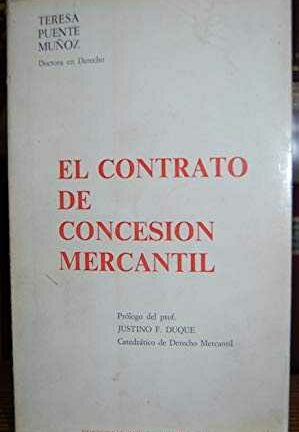 TERESA
PUENTE
MUÑOZ
Doctora en Derecho
EL CONTRATO
DE
CONCESION
MERCANTIL
Prólogo del prof.
JUSTINO F. DUQUE
Catedrático de Derecho Mercantil